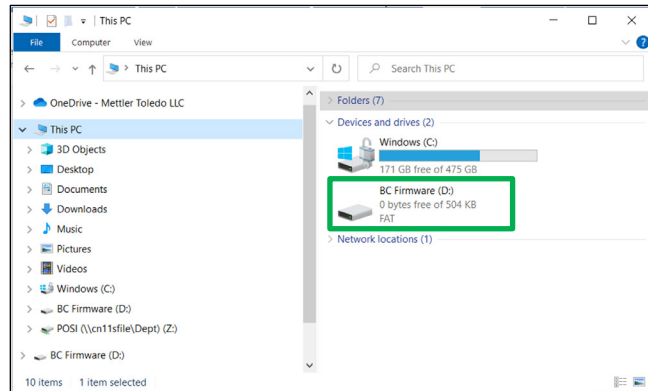 This PC
File Computer View
This PC
Search This PC
OneDrive - Mettler Toledo LLC
This PC
3D Objects
Desktop
Documents
Downloads
Music
Pictures
Videos
Windows (C:)
BC Firmware (D:)
POSI (\\cn11sfile\Dept) (Z:)
BC Firmware (D:)
Folders (7)
Devices and drives (2)
Windows (C:)
171 GB free of 475 GB
BC Firmware (D:)
0 bytes free of 504 KB
FAT
Network locations (1)
10 items 1 item selected